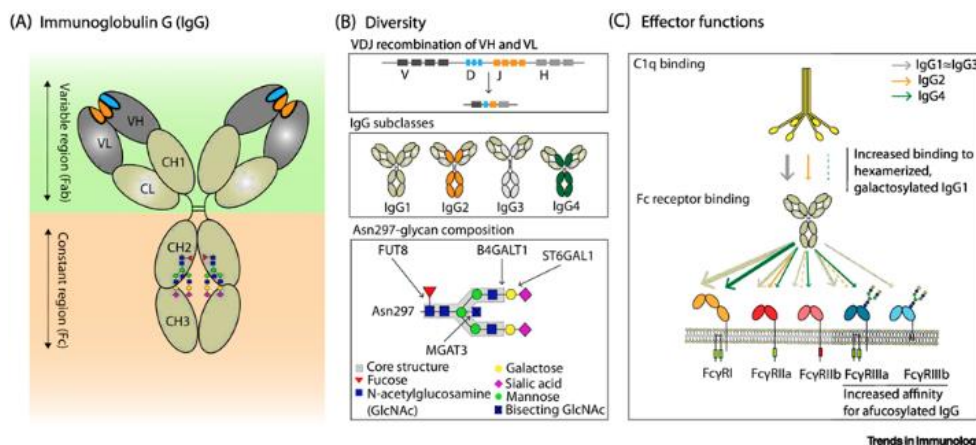 (A) Immunoglobulin G (IgG)
Variable region (Fab)
Constant region (Fc)
VH
VL
CH1
CL
CH2
CH3
(B) Diversity
VDJ recombination of VH and VL
V D J H
IgG subclasses
IgG1 IgG2 IgG3 IgG4
Asn297-glycan composition
FUT8
B4GALT1
ST6GAL1
Asn297
MGAT3
Core structure
Fucose
N-acetylglucosamine
(GlcNAc)
Galactose
Sialic acid
Mannose
Bisecting GlcNAc
(C) Effector functions
C1q binding
IgG1≈IgG3
IgG2
IgG4
Increased binding to
hexamerized,
galactosylated IgG1
Fc receptor binding
FcγRI FcγRIIa FcγRIIb FcγRIIIa FcγRIIIb
Increased affinity
for afucosylated IgG
Trends in Immunology